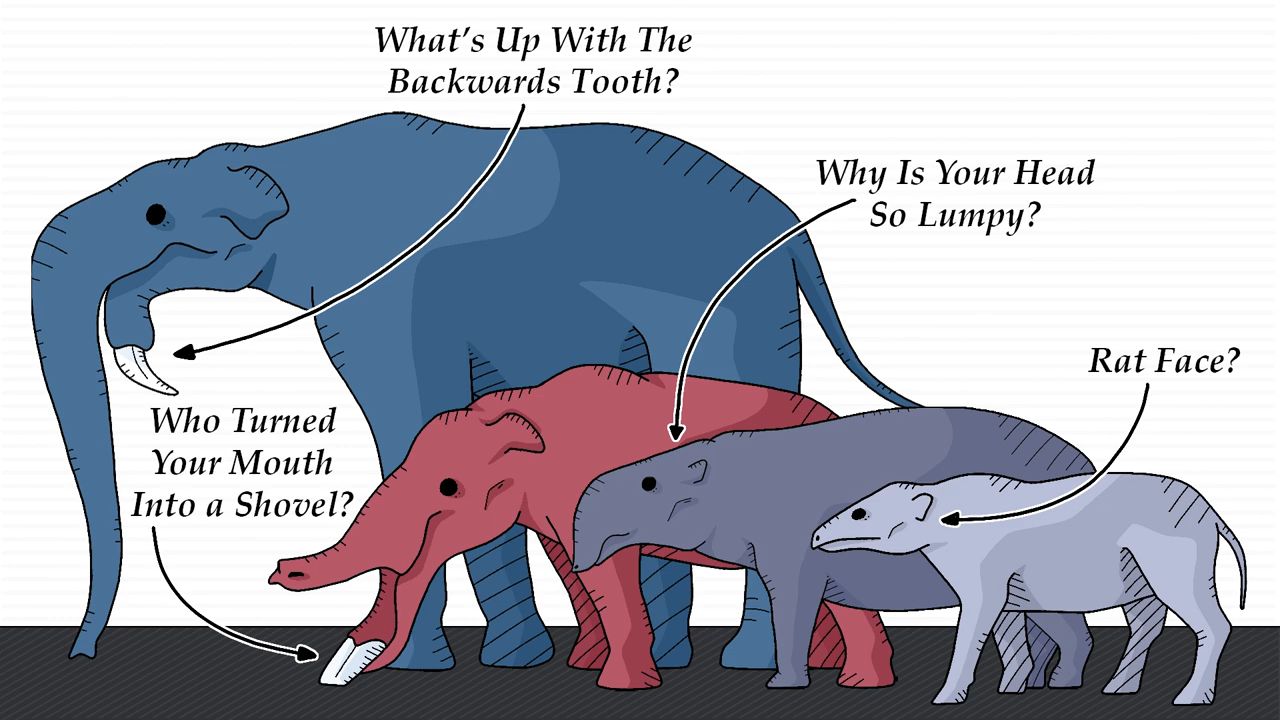 What's Up With The
Backwards Tooth?
Why Is Your Head
So Lumpy?
Rat Face?
Who Turned
Your Mouth
Into a Shovel?